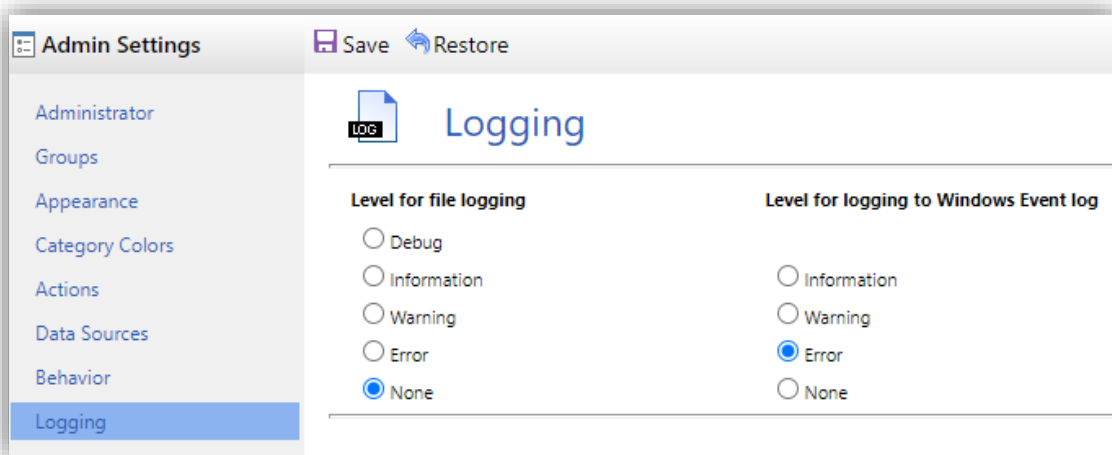 Admin Settings
Save Restore
Administrator
Groups
Appearance
Category Colors
Actions
Data Sources
Behavior
Logging
LOG
Logging
Level for file logging
Debug
Information
Warning
Error
None
Level for logging to Windows Event log
Information
Warning
Error
None